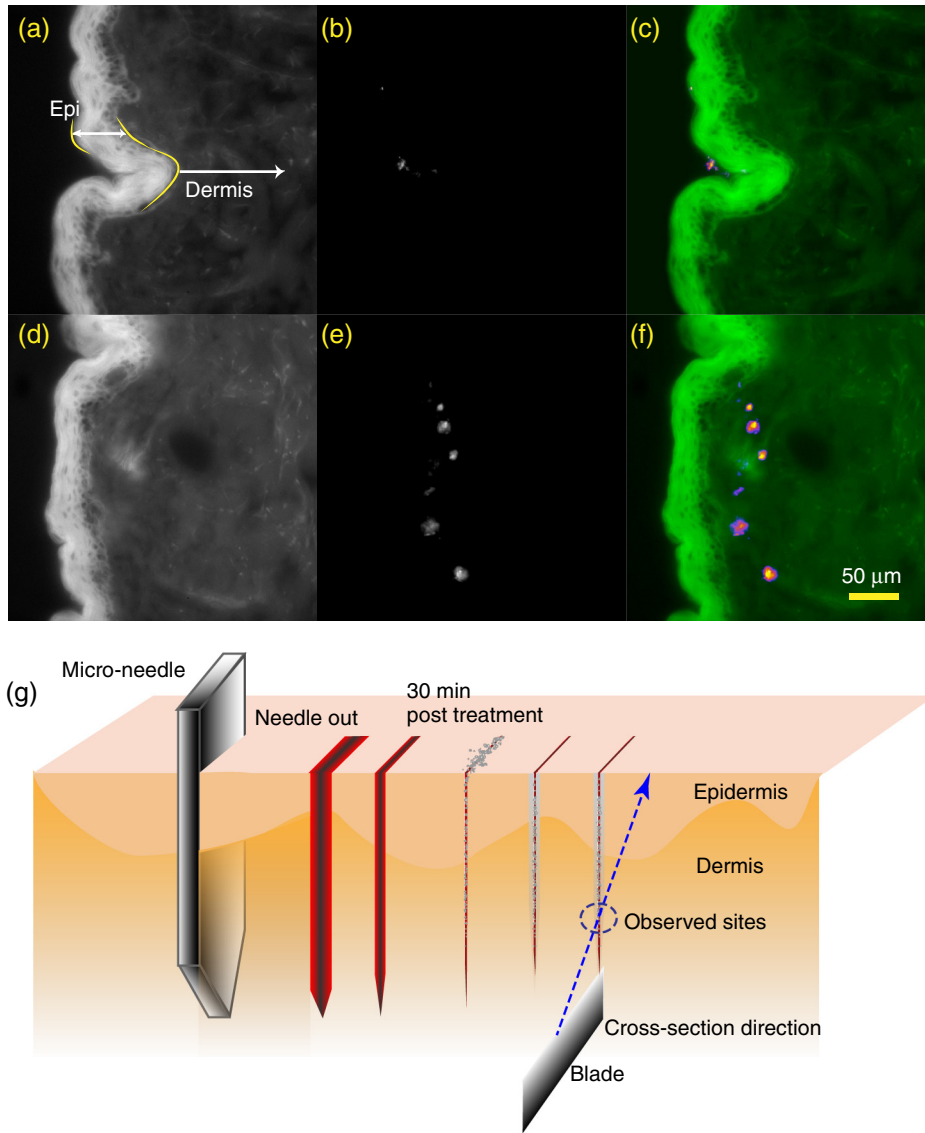 (a)
(b)
(c)
Epi
Dermis
(d)
(e)
(f)
50 μm
(g)
Micro-needle
Needle out
30 min
post treatment
Epidermis
Dermis
Observed sites
Cross-section direction
Blade